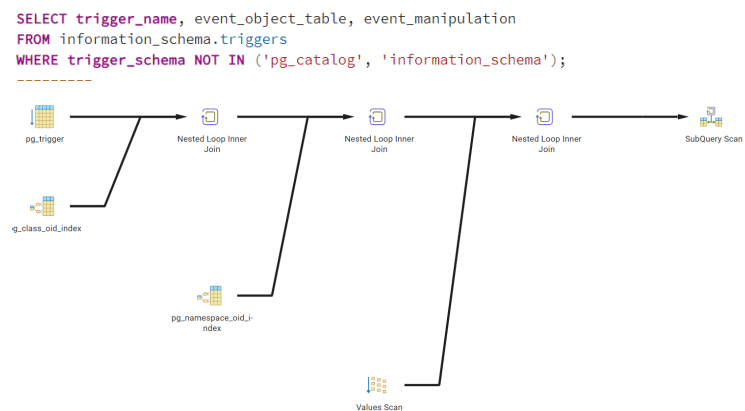 SELECT trigger_name, event_object_table, event_manipulation
FROM information_schema.triggers
WHERE trigger_schema NOT IN ('pg_catalog', 'information_schema');
---------
pg_trigger
Nested Loop Inner
Join
Nested Loop Inner
Join
Nested Loop Inner
Join
SubQuery Scan
pg_class_oid_index
pg_namespace_oid_i-
ndex
Values Scan